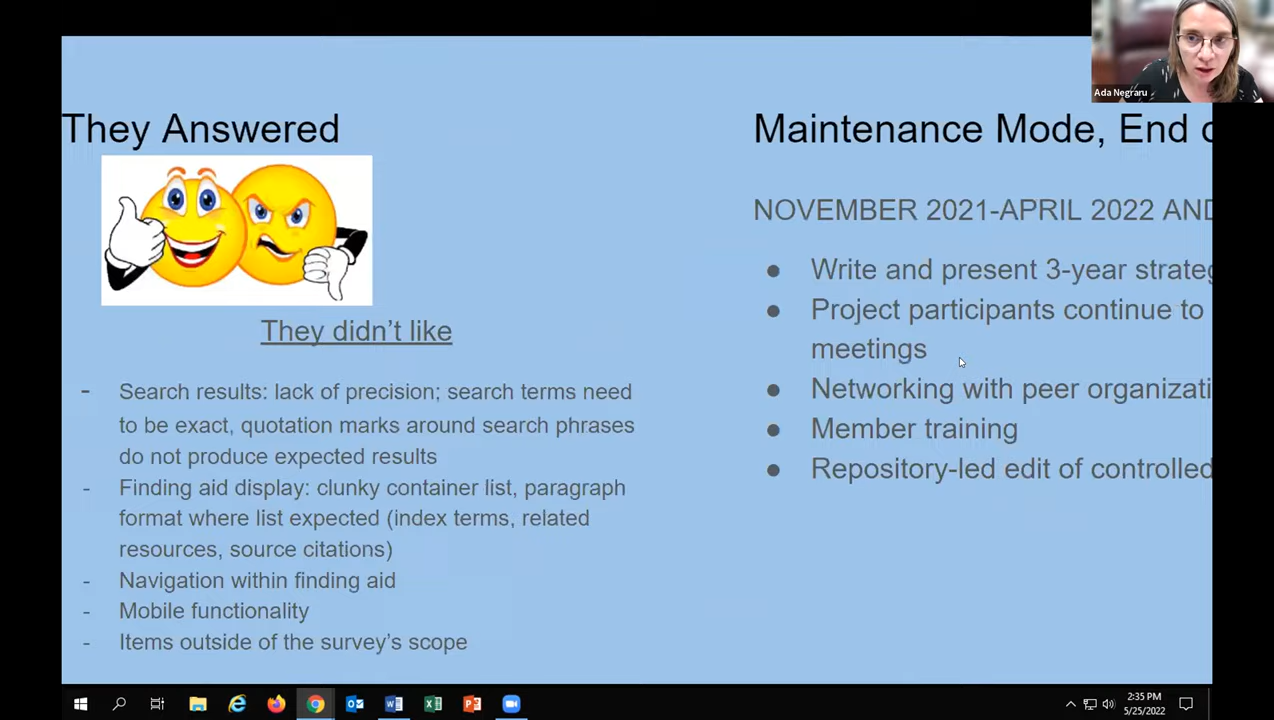 Ada Negraru
They Answered
They didn't like
- Search results: lack of precision; search terms need
to be exact, quotation marks around search phrases
do not produce expected results
- Finding aid display: clunky container list, paragraph
format where list expected (index terms, related
resources, source citations)
- Navigation within finding aid
- Mobile functionality
- Items outside of the survey's scope
Maintenance Mode, End
NOVEMBER 2021-APRIL 2022 AND
● Write and present 3-year
● Project participants continue to
meetings
● Networking with peer
● Member training
● Repository-led edit of controlled
2:35 PM
5/25/2022